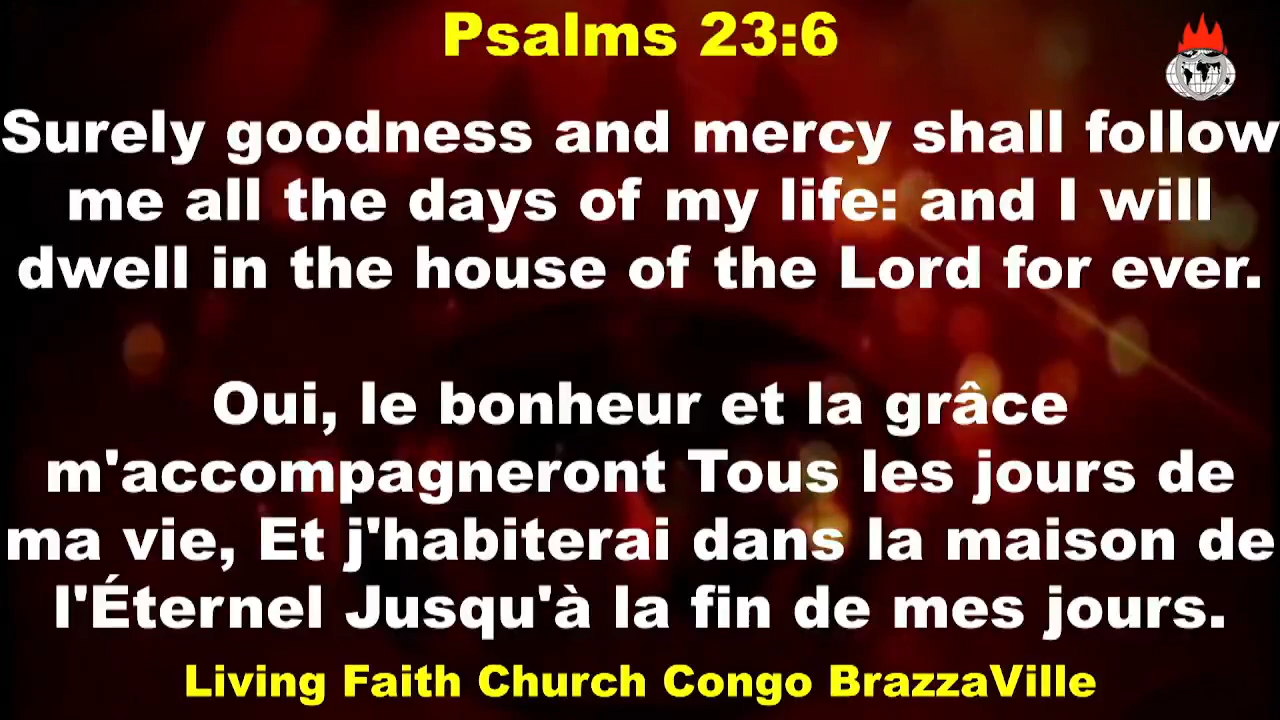 Psalms 23:6
Surely goodness and mercy shall follow
me all the days of my life: and I will
dwell in the house of the Lord for ever.
Oui, le bonheur et la grâce
m'accompagneront Tous les jours de
ma vie, Et j'habiterai dans la maison de
l'Éternel Jusqu'à la fin de mes jours.
Living Faith Church Congo BrazzaVille